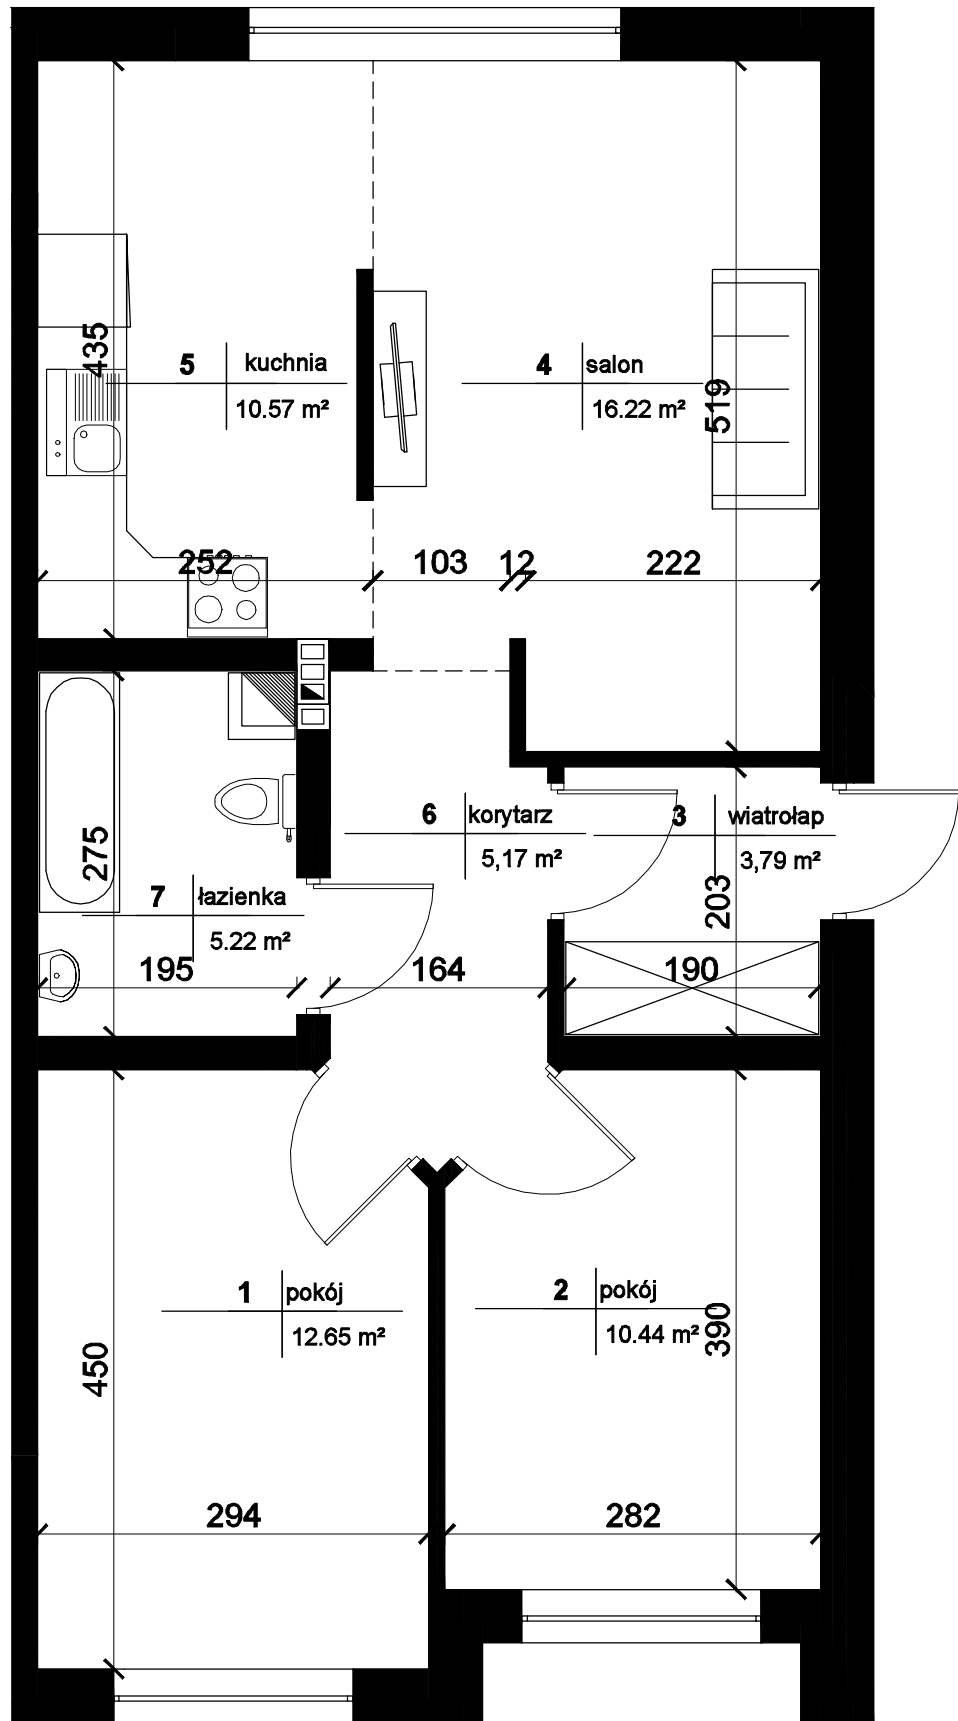 435
5 kuchnia
10.57 m²
4 salon
16.22 m²
519
252
103
12
222
6 korytarz
5,17 m²
3 wiatrołap
3,79 m²
275
203
7 łazienka
5.22 m²
195
164
190
1 pokój
12.65 m²
2 pokój
10.44 m²
450
390
294
282